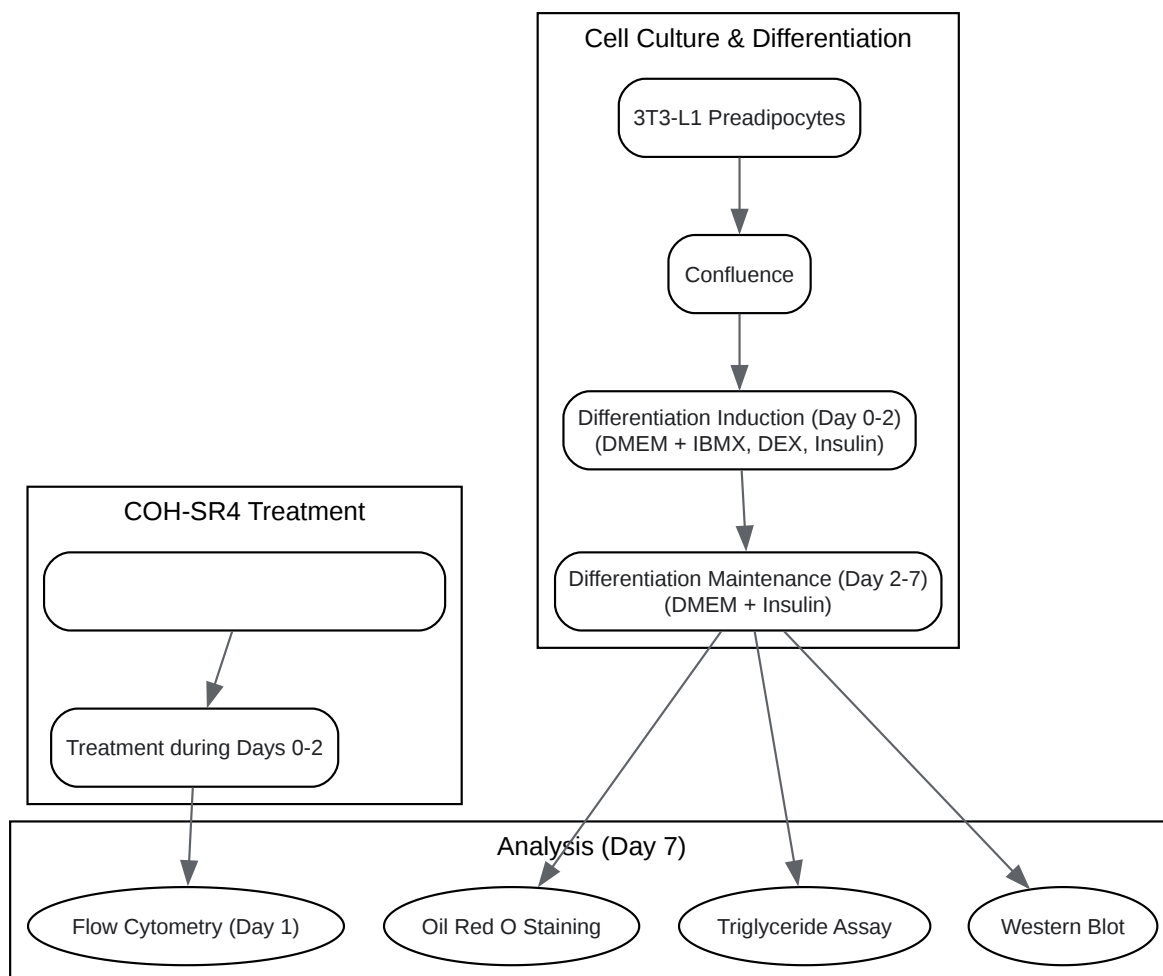 Cell Culture & Differentiation
3T3-L1 Preadipocytes
Confluence
Differentiation Induction (Day 0-2)
(DMEM + IBMX, DEX, Insulin)
Differentiation Maintenance (Day 2-7)
(DMEM + Insulin)
COH-SR4 Treatment
Treatment during Days 0-2
Analysis (Day 7)
Flow Cytometry (Day 1)
Oil Red O Staining
Triglyceride Assay
Western Blot